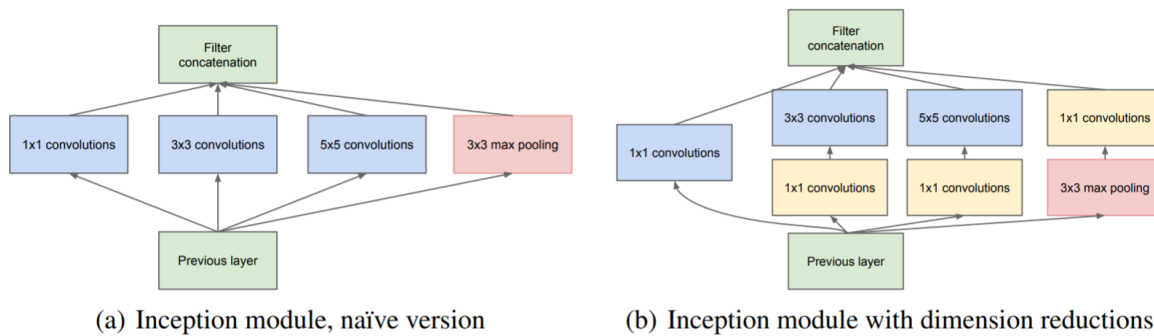 Filter
concatenation
1x1 convolutions
3x3 convolutions
5x5 convolutions
3x3 max pooling
Previous layer
(a) Inception module, naïve version
Filter
concatenation
3x3 convolutions
5x5 convolutions
1x1 convolutions
1x1 convolutions
1x1 convolutions
1x1 convolutions
3x3 max pooling
Previous layer
(b) Inception module with dimension reductions